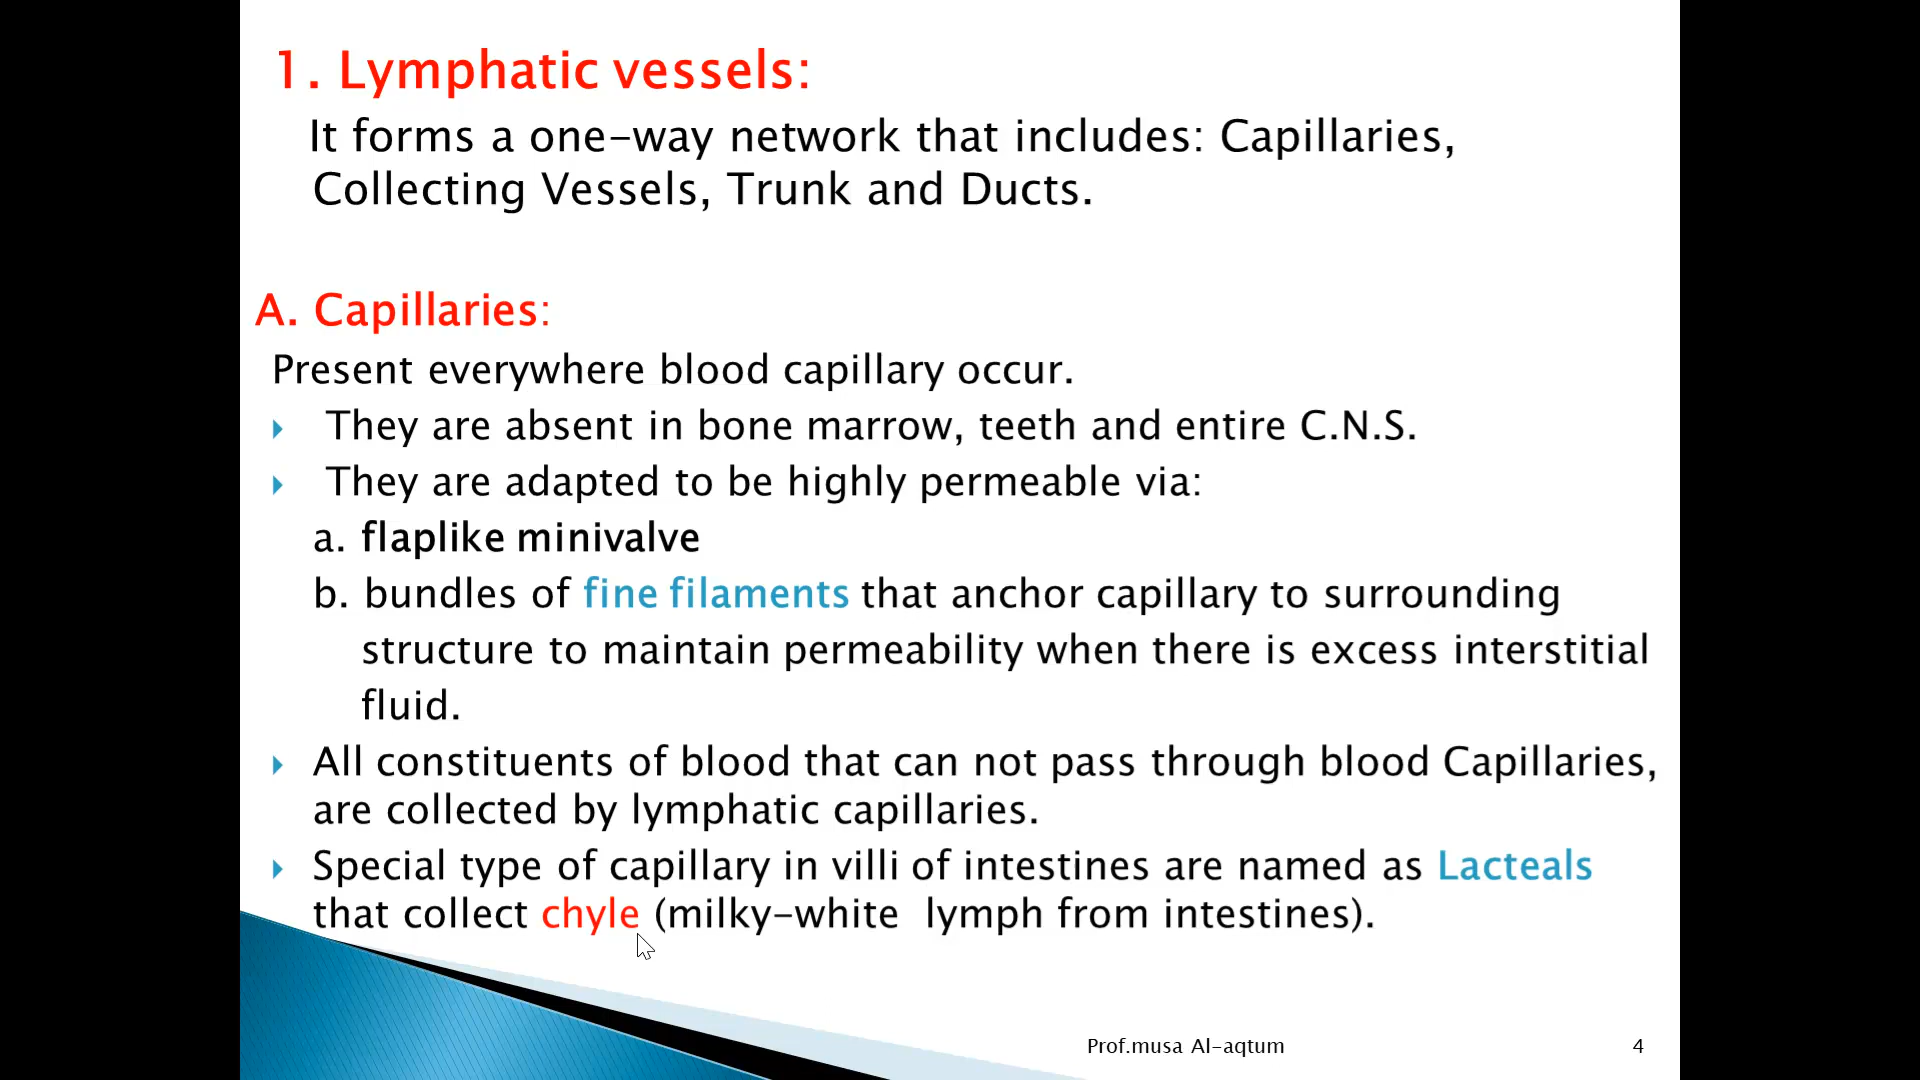 1. Lymphatic vessels:
It forms a one-way network that includes: Capillaries,
Collecting Vessels, Trunk and Ducts.
A. Capillaries:
Present everywhere blood capillary occur.
They are absent in bone marrow, teeth and entire C.N.S.
They are adapted to be highly permeable via:
a. flaplike minivalve
b. bundles of fine filaments that anchor capillary to surrounding
structure to maintain permeability when there is excess interstitial
fluid.
All constituents of blood that can not pass through blood Capillaries,
are collected by lymphatic capillaries.
Special type of capillary in villi of intestines are named as Lacteals
that collect chyle (milky-white lymph from intestines).
Prof.musa Al-aqtum 4